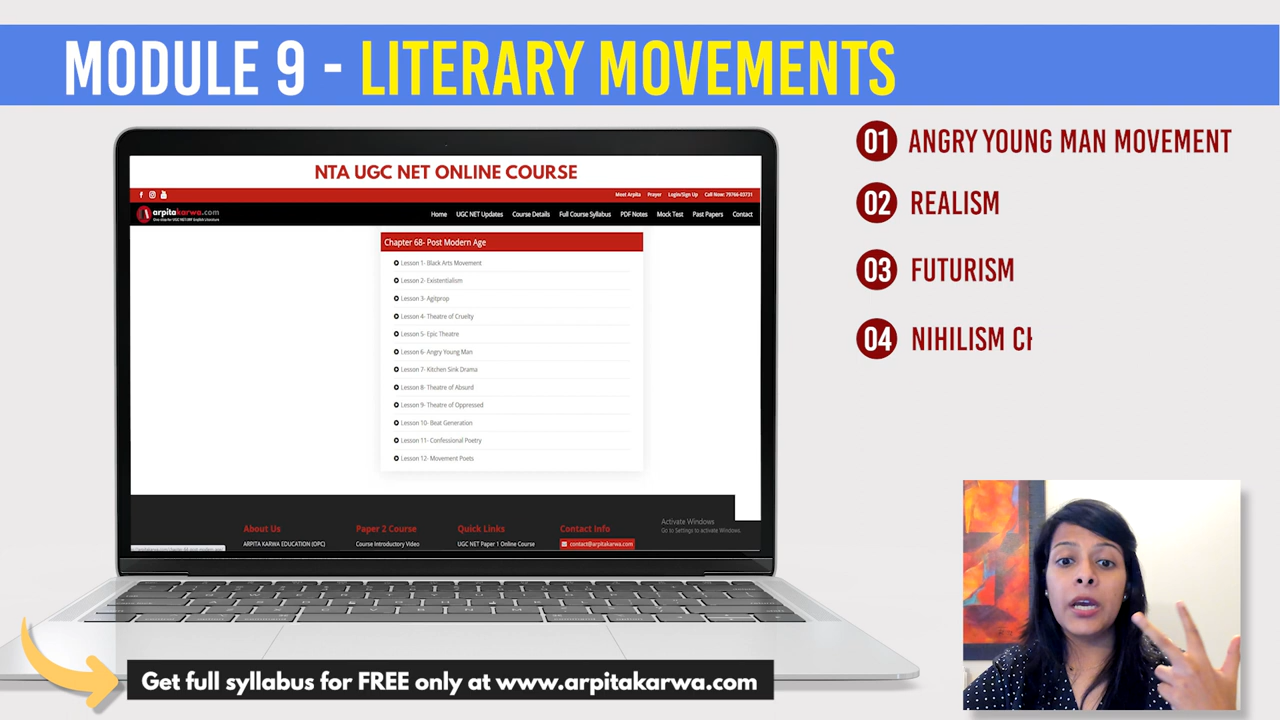 MODULE 9 - LITERARY MOVEMENTS
01 ANGRY YOUNG MAN MOVEMENT
02 REALISM
03 FUTURISM
04 NIHILISM
NTA UGC NET ONLINE COURSE
Meet Arpita Prayer Login/Sign Up Call Now: 79766-03731
arpitakarwa.com
Home UGC NET Updates Course Details Full Course Syllabus PDF Notes Mock Test Past Papers Contact
Chapter 68- Post Modern Age
Lesson 1- Black Arts Movement
Lesson 2- Existentialism
Lesson 3- Agitprop
Lesson 4- Theatre of Cruelty
Lesson 5- Epic Theatre
Lesson 6- Angry Young Man
Lesson 7- Kitchen Sink Drama
Lesson 8- Theatre of Absurd
Lesson 9- Theatre of Oppressed
Lesson 10- Beat Generation
Lesson 11- Confessional Poetry
Lesson 12- Movement Poets
Activate Windows
Go to Settings to activate Windows.
About Us Paper 2 Course Quick Links Contact Info
ARPITA KARWA EDUCATION (OPC) Course Introductory Video UGC NET Paper 1 Online Course contact@arpitakarwa.com
Get full syllabus for FREE only at www.arpitakarwa.com